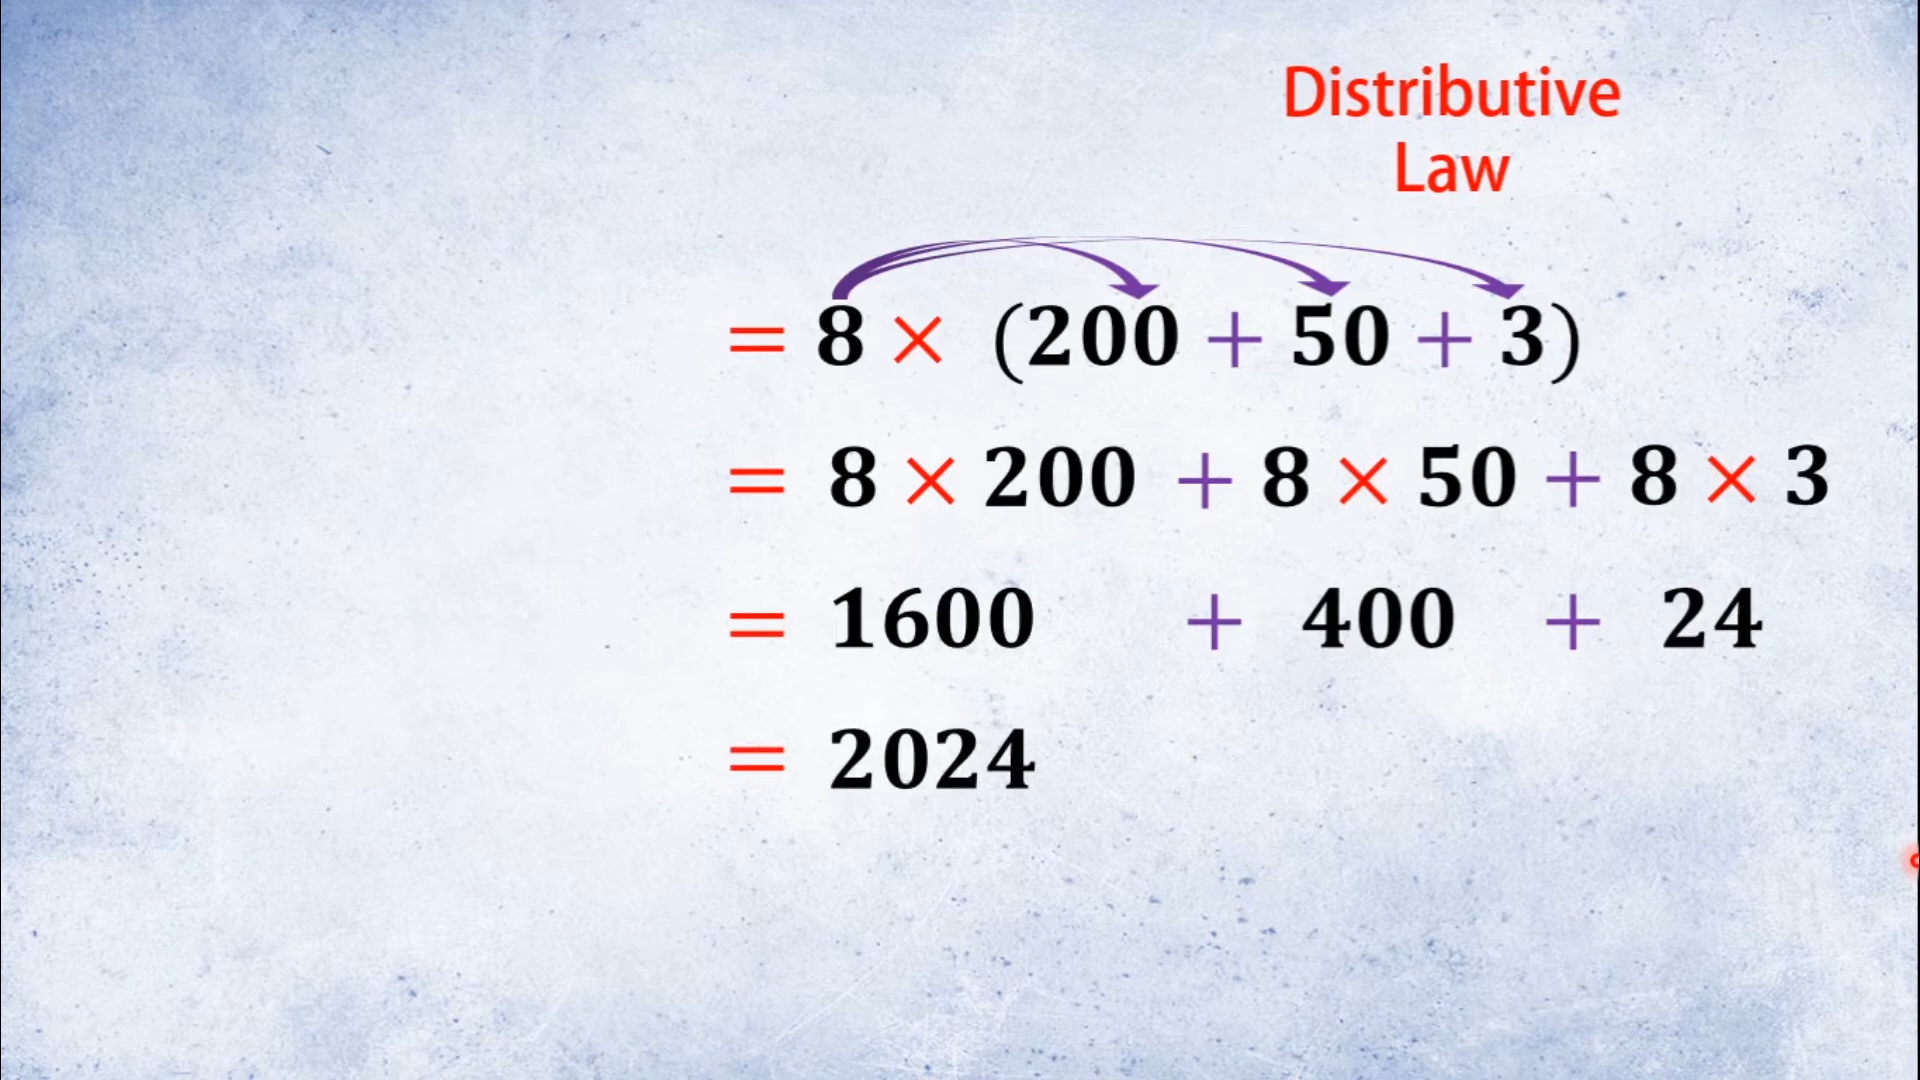 Distributive
Law
= 8 × (200 + 50 + 3)
= 8 × 200 + 8 × 50 + 8 × 3
= 1600 + 400 + 24
= 2024